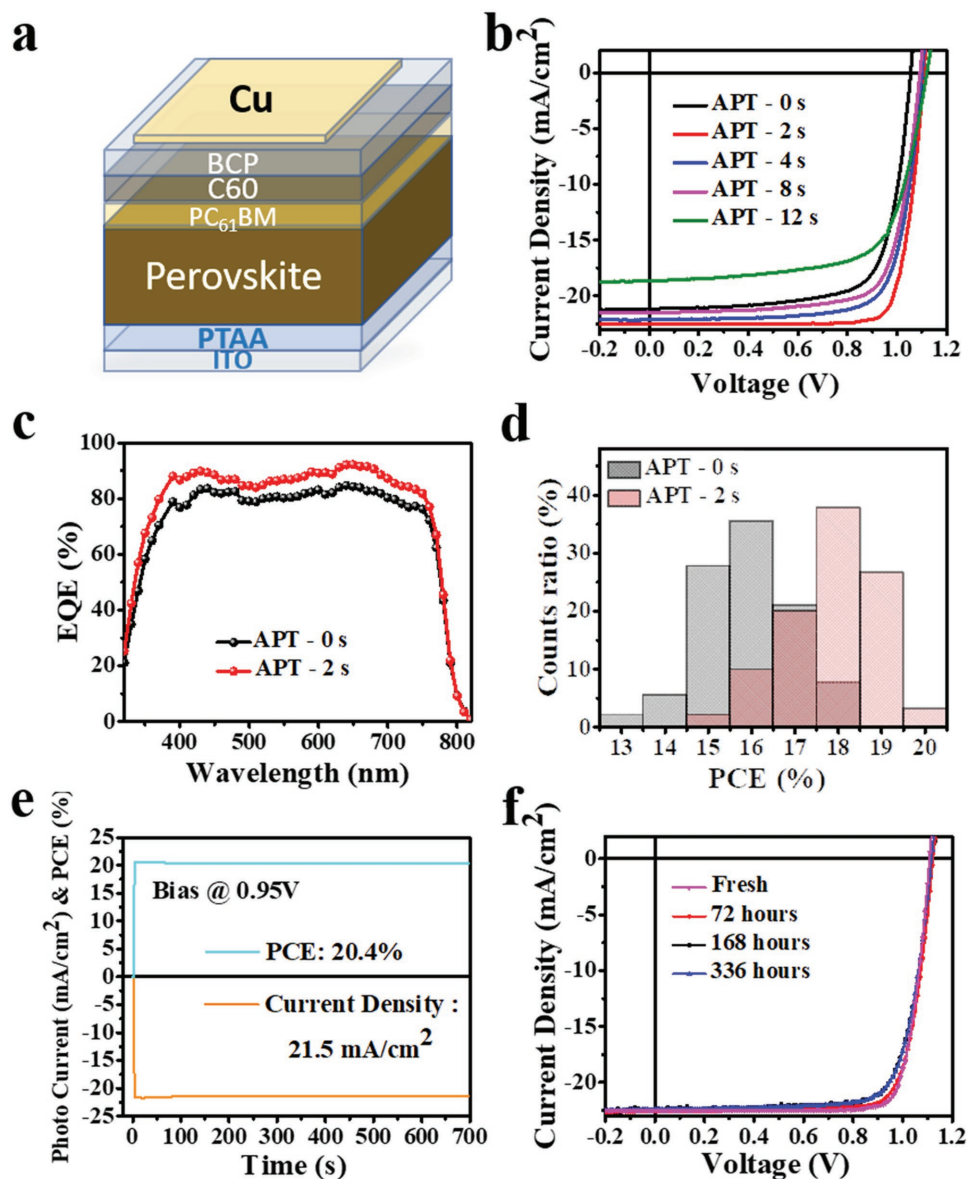 a
Cu
BCP
C60
PC₆₁BM
Perovskite
PTAA
ITO
b
Current Density (mA/cm²)
0
-5
-10
-15
-20
APT - 0 s
APT - 2 s
APT - 4 s
APT - 8 s
APT - 12 s
-0.2 0.0 0.2 0.4 0.6 0.8 1.0 1.2
Voltage (V)
c
EQE (%)
100
80
60
40
20
0
APT - 0 s
APT - 2 s
400 500 600 700 800
Wavelength (nm)
d
Counts ratio (%)
40
30
20
10
0
APT - 0 s
APT - 2 s
13 14 15 16 17 18 19 20
PCE (%)
e
Photo Current (mA/cm²) & PCE (%)
25
20
15
10
5
0
-5
-10
-15
-20
-25
Bias @ 0.95V
PCE: 20.4%
Current Density :
21.5 mA/cm²
0 100 200 300 400 500 600 700
Time (s)
f
Current Density (mA/cm²)
0
-5
-10
-15
-20
Fresh
72 hours
168 hours
336 hours
-0.2 0.0 0.2 0.4 0.6 0.8 1.0 1.2
Voltage (V)